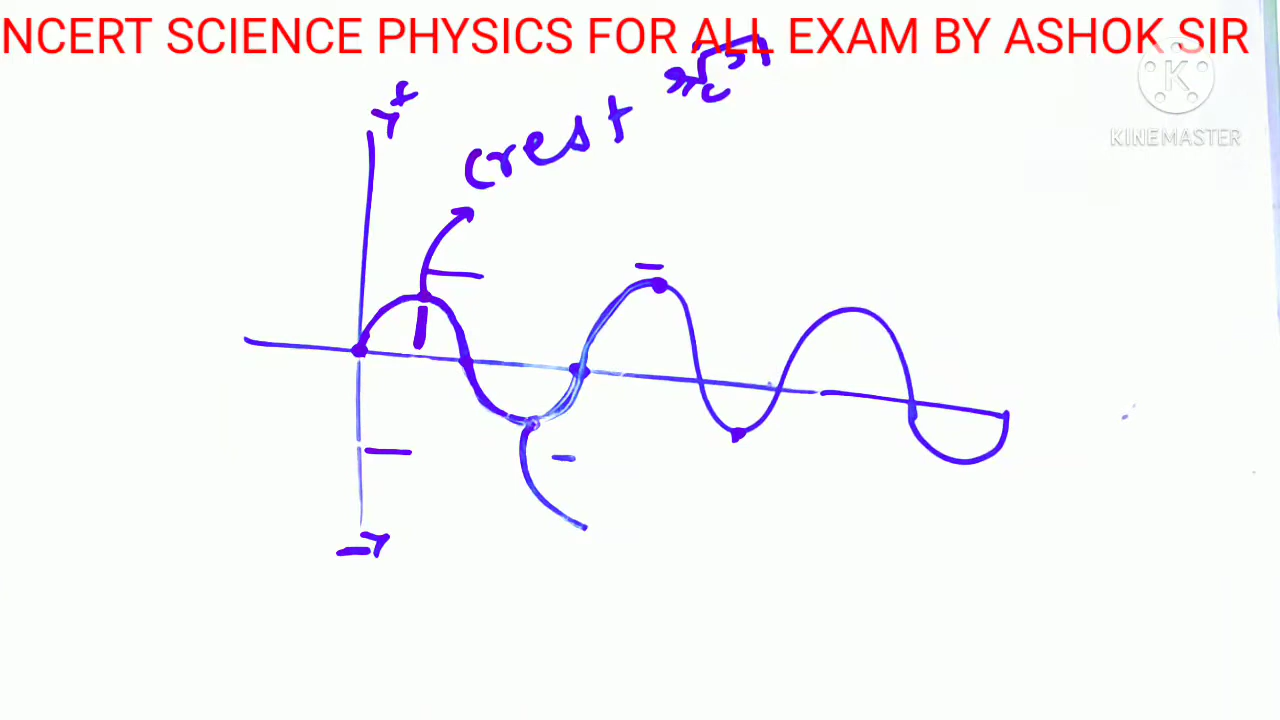 NCERT SCIENCE PHYSICS FOR ALL EXAM BY ASHOK SIR
K
KINEMASTER
Crest